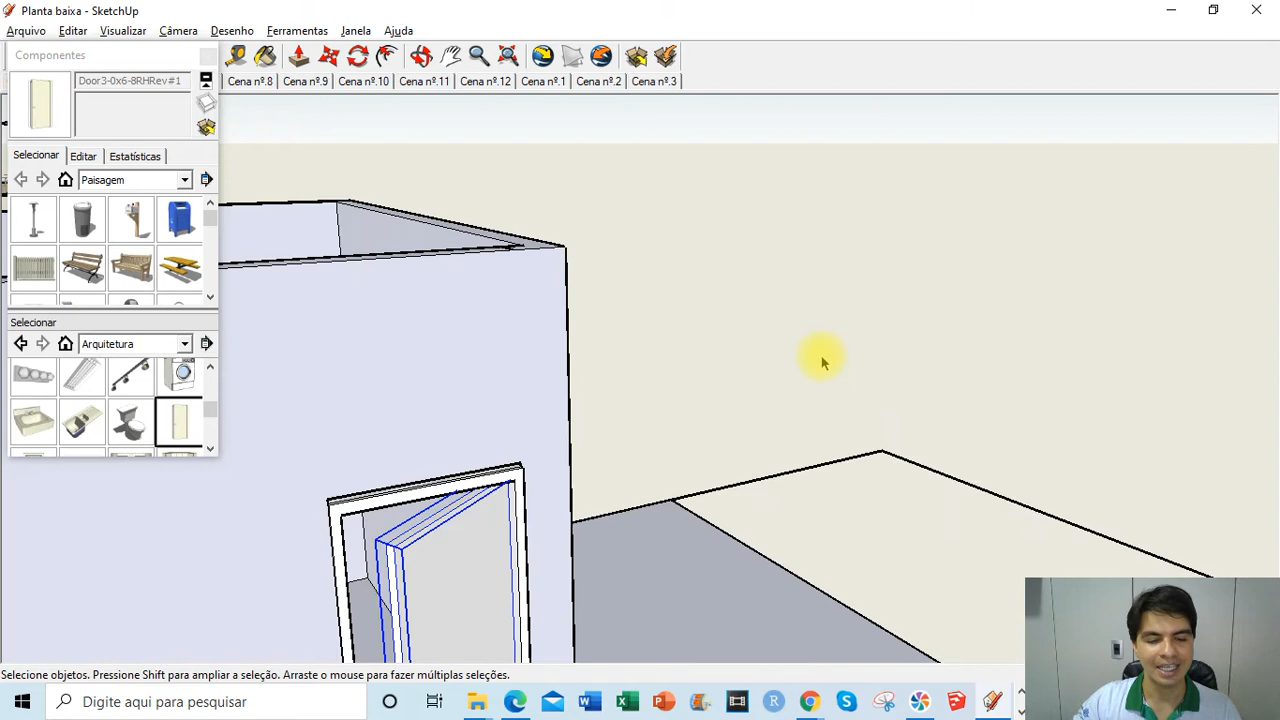 Planta baixa - SketchUp
Arquivo Editar Visualizar Câmera Desenho Ferramentas Janela Ajuda
Componentes
Cena nº.8 Cena nº.9 Cena nº.10 Cena nº.11 Cena nº.12 Cena nº.1 Cena nº.2 Cena nº.3
Door3-0x6-8RHRev#1
Selecionar Editar Estatísticas
Paisagem
Selecionar
Arquitetura
Selecione objetos. Pressione Shift para ampliar a seleção. Arraste o mouse para fazer múltiplas seleções.
Digite aqui para pesquisar